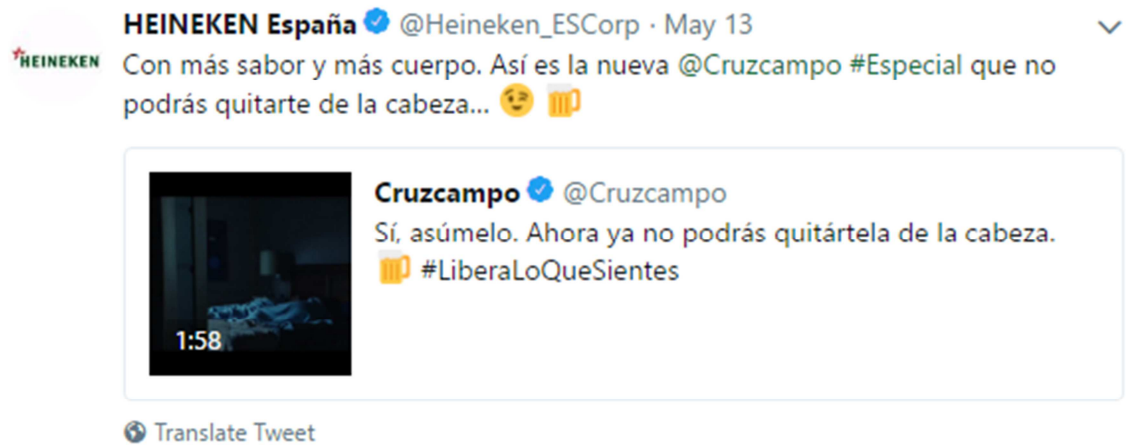 HEINEKEN España @Heineken_ESCorp · May 13
HEINEKEN
Con más sabor y más cuerpo. Así es la nueva @Cruzcampo #Especial que no
podrás quitarte de la cabeza... 😉 🍺
Cruzcampo @Cruzcampo
Sí, asúmelo. Ahora ya no podrás quitártela de la cabeza.
🍺 #LiberaLoQueSientes
1:58
Translate Tweet